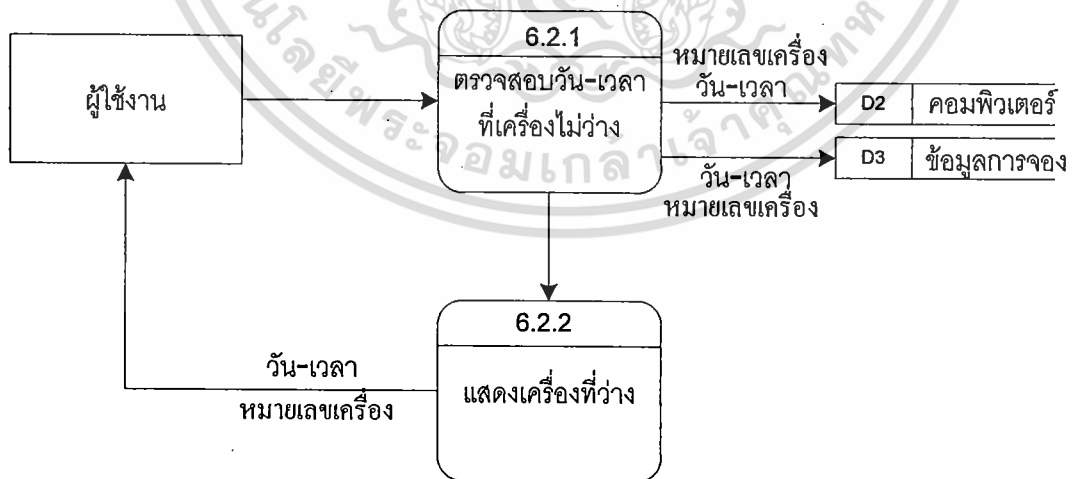 6.2.1
ตรวจสอบวัน-เวลา
ที่เครื่องไม่ว่าง
ผู้ใช้งาน
หมายเลขเครื่อง
วัน-เวลา
D2 คอมพิวเตอร์
D3 ข้อมูลการจอง
วัน-เวลา
หมายเลขเครื่อง
6.2.2
แสดงเครื่องที่ว่าง
วัน-เวลา
หมายเลขเครื่อง